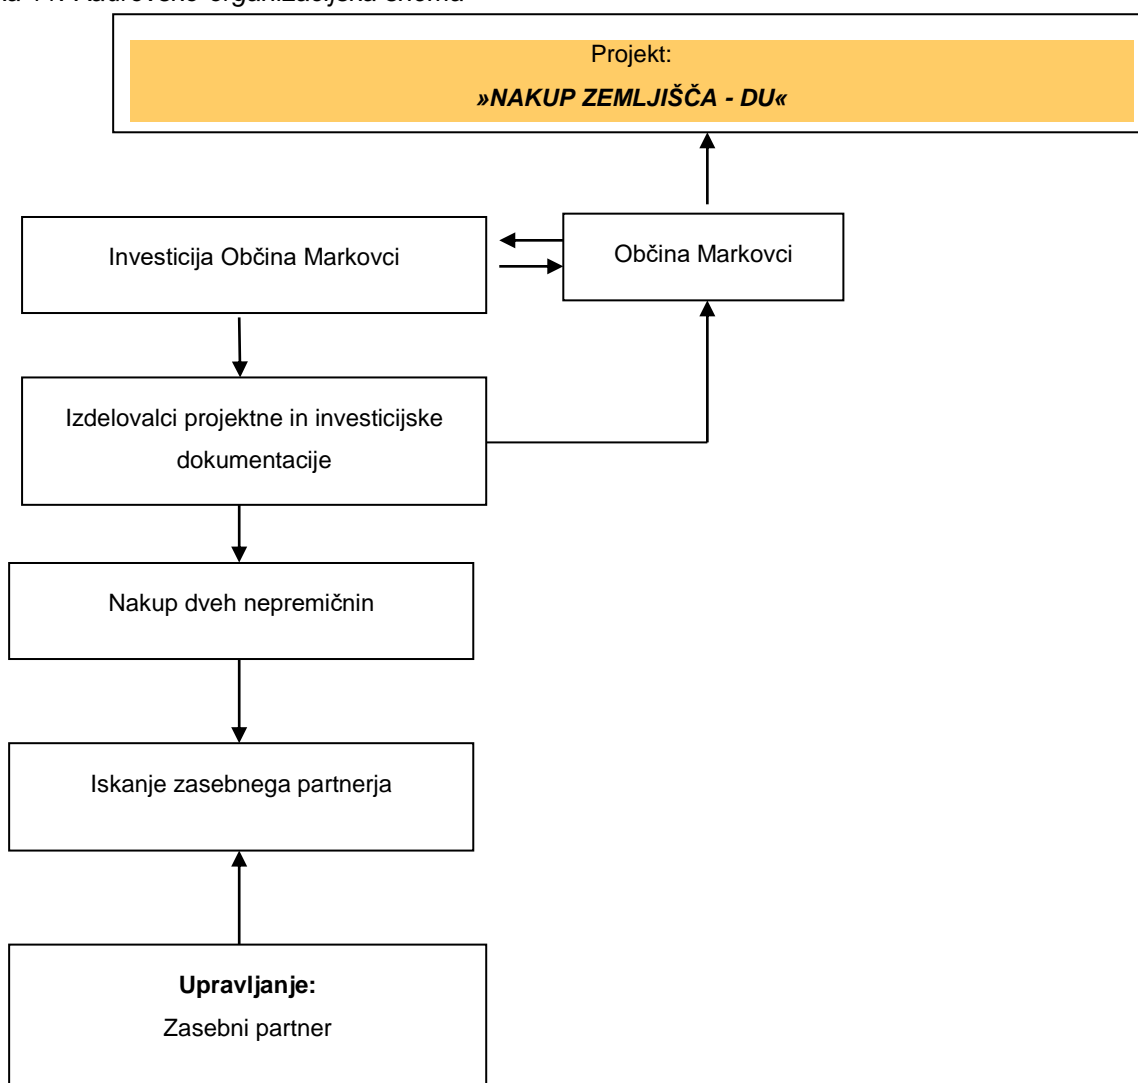 Projekt:
»NAKUP ZEMLJIŠČA - DU«
Investicija Občina Markovci
Občina Markovci
Izdelovalci projektne in investicijske
dokumentacije
Nakup dveh nepremičnin
Iskanje zasebnega partnerja
Upravljanje:
Zasebni partner